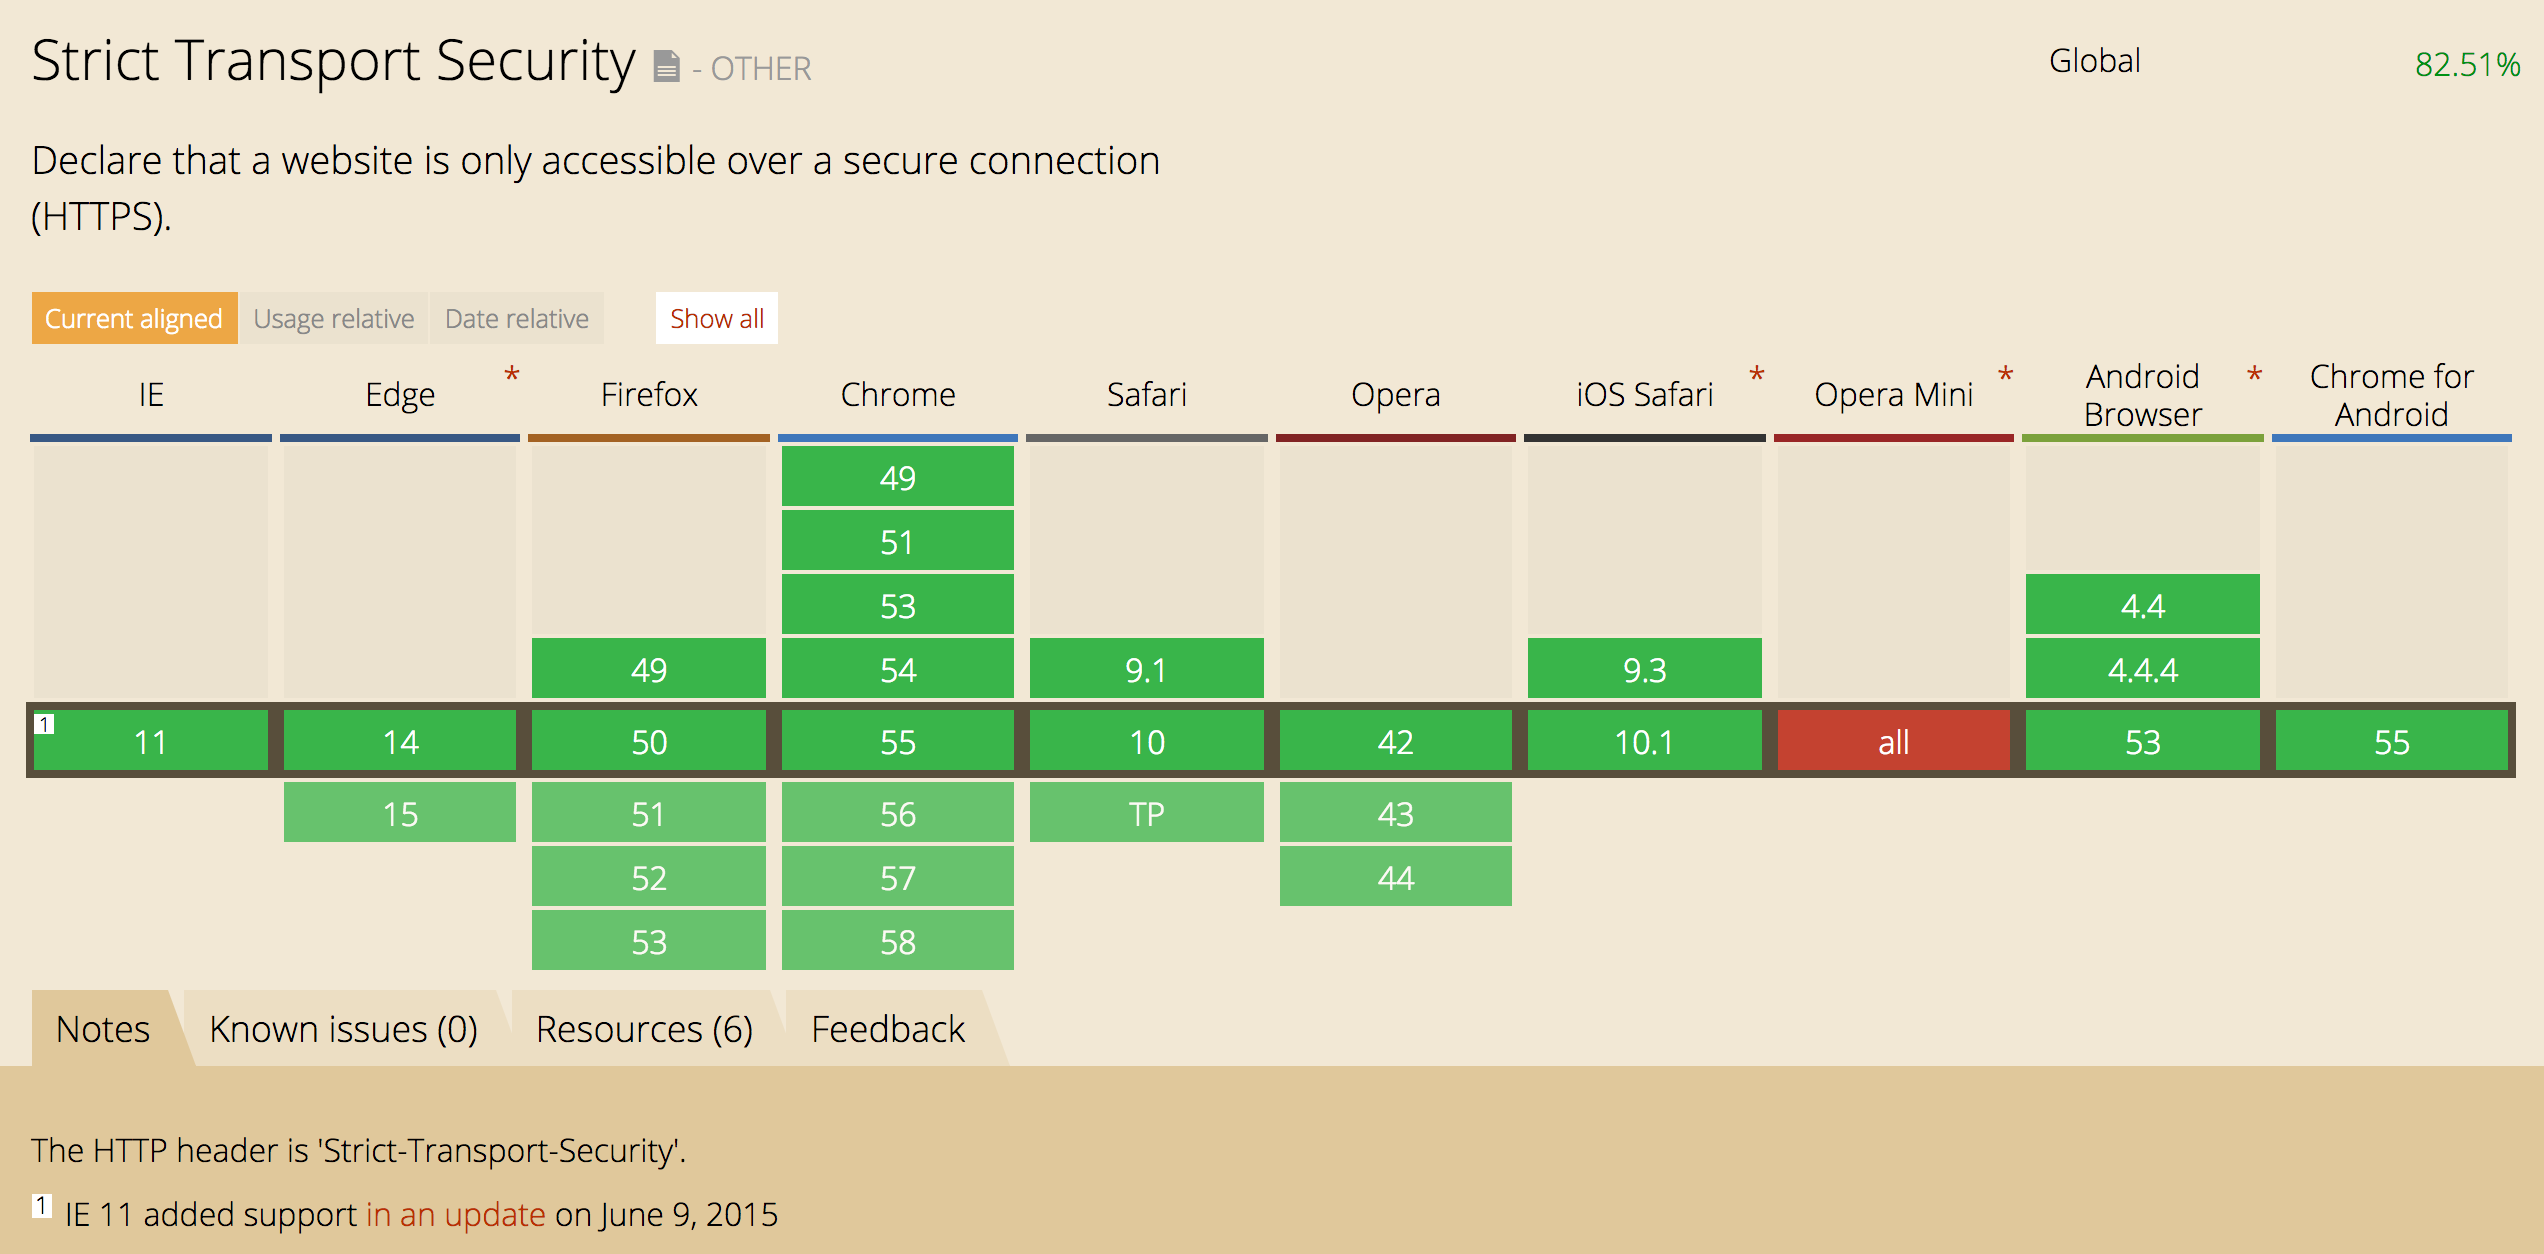 Strict Transport Security - OTHER
Global 82.51%
Declare that a website is only accessible over a secure connection
(HTTPS).
Current aligned Usage relative Date relative Show all
IE Edge * Firefox Chrome Safari Opera iOS Safari * Opera Mini * Android Browser * Chrome for Android
49
51
53 4.4
49 54 9.1 9.3 4.4.4
1 11 14 50 55 10 42 10.1 all 53 55
15 51 56 TP 43
52 57 44
53 58
Notes Known issues (0) Resources (6) Feedback
The HTTP header is 'Strict-Transport-Security'.
1 IE 11 added support in an update on June 9, 2015